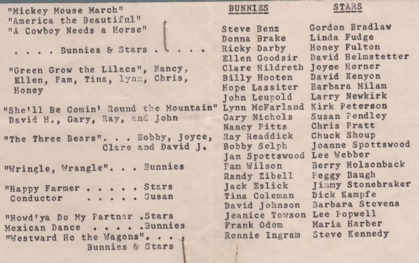 "Mickey Mouse March"
"America the Beautiful"
"A Cowboy Needs a Horse"
. . . . . Bunnies & Stars . . . . .
"Green Grow the Lilacs", Nancy,
Ellen, Pam, Tina, Lynn, Chris,
Honey
"She'll Be Comin' Round the Mountain"
David H., Gary, Ray, and John
"The Three Bears". . . Bobby, Joyce,
Clare and David J.
"Wringle, Wrangle". . Bunnies
"Happy Farmer . . . . Stars
Conductor . . . . . Susan
"Howd'ya Do My Partner .Stars
Mexican Dance . . . . .Bunnies
"Westward Ho the Wagons". . .
Bunnies & Stars
BUNNIES
Steve Benz
Donna Brake
Ricky Darby
Ellen Goodsir
Clare Hildreth
Billy Hooten
Hope Lassiter
John Leupold
Lynn McFarland
Gary Nichols
Nancy Pitts
Ray Readdick
Bobby Selph
Jan Spottswood
Pam Wilson
Randy Zibell
Jack Eslick
Tina Coleman
David Johnson
Jeanice Towson
Frank Odom
Ronnie Ingram
STARS
Gordon Bradlaw
Linda Fudge
Honey Fulton
David Helmstetter
Joyce Horner
David Kenyon
Barbara Milam
Larry Newkirk
Kirk Peterson
Susan Pendley
Chris Pratt
Chuck Shoup
Joanne Spottswood
Lee Webber
Berry Holsonback
Peggy Baugh
Jimmy Stonebraker
Dick Kampfe
Barbara Stevens
Lee Popwell
Maria Harber
Steve Kennedy